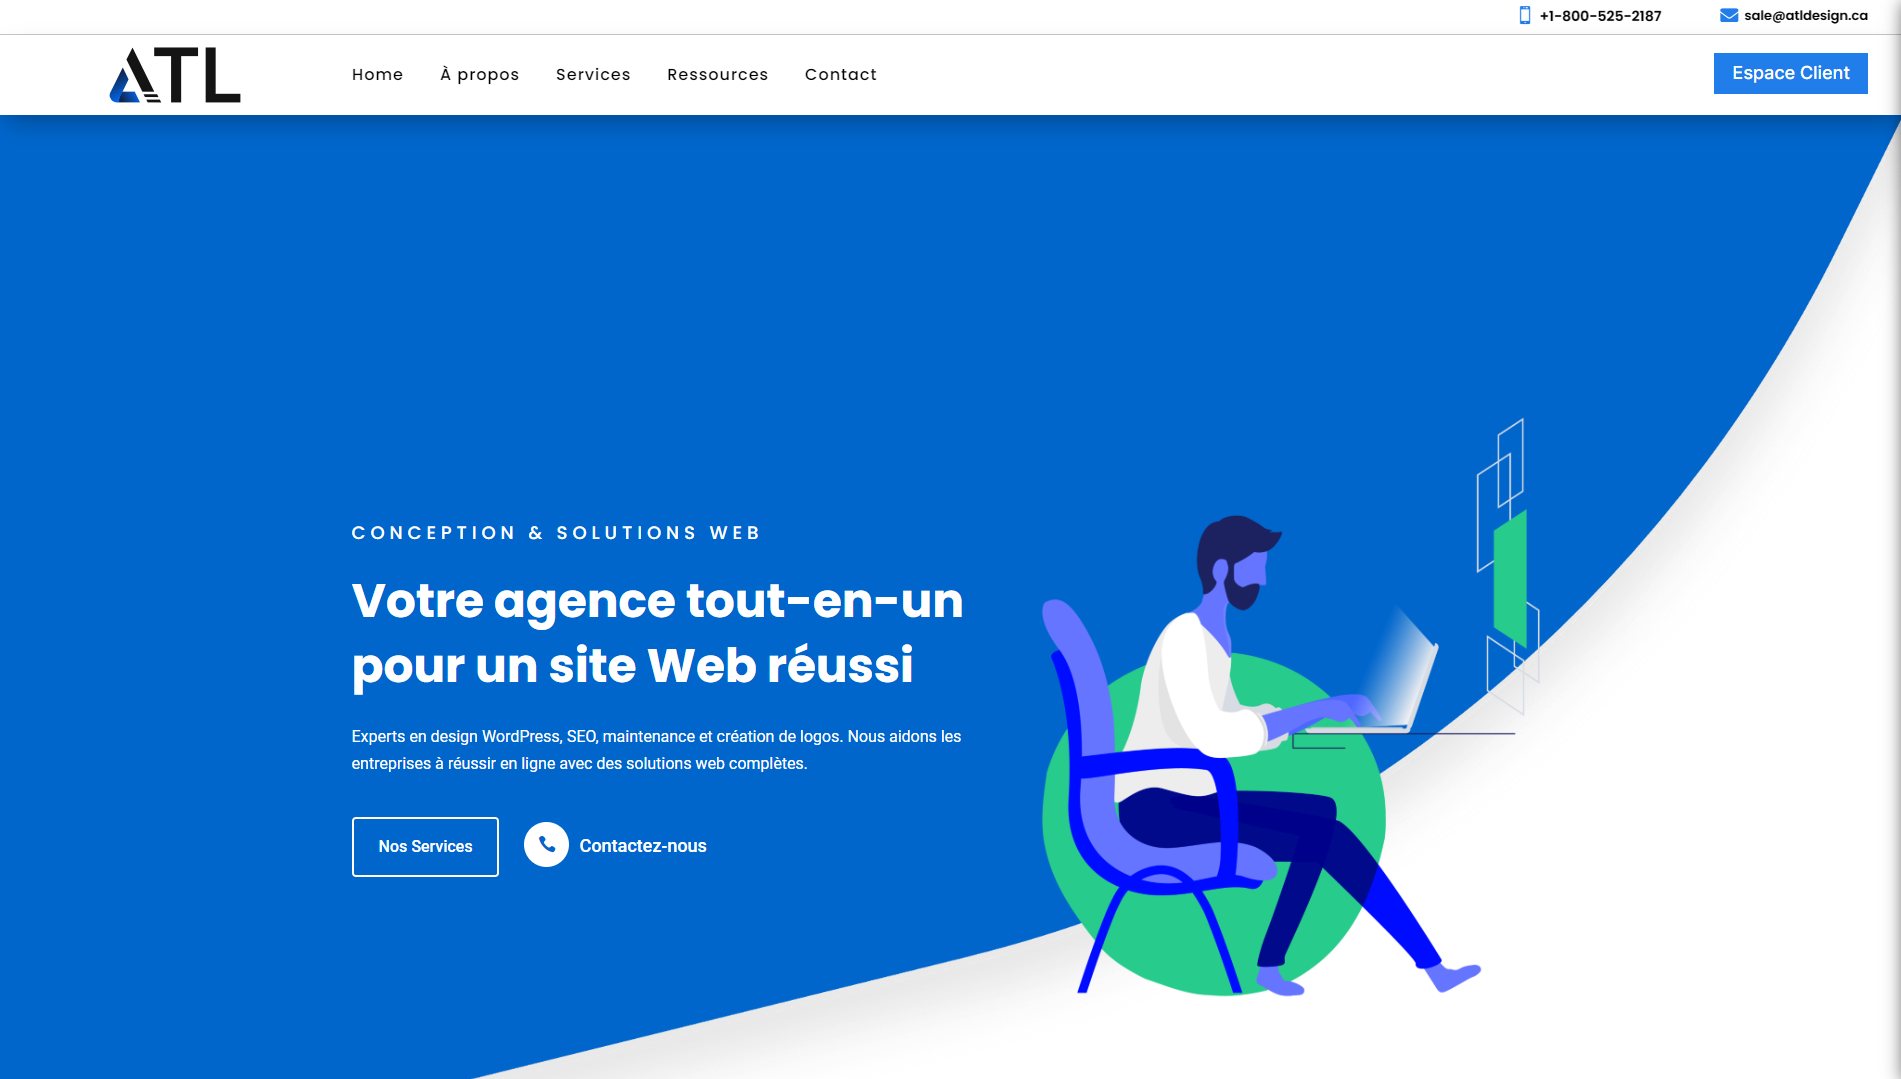 +1-800-525-2187
sale@atldesign.ca
ATL
Home
À propos
Services
Ressources
Contact
Espace Client
CONCEPTION & SOLUTIONS WEB
Votre agence tout-en-un
pour un site Web réussi
Experts en design WordPress, SEO, maintenance et création de logos. Nous aidons les
entreprises à réussir en ligne avec des solutions web complètes.
Nos Services
Contactez-nous